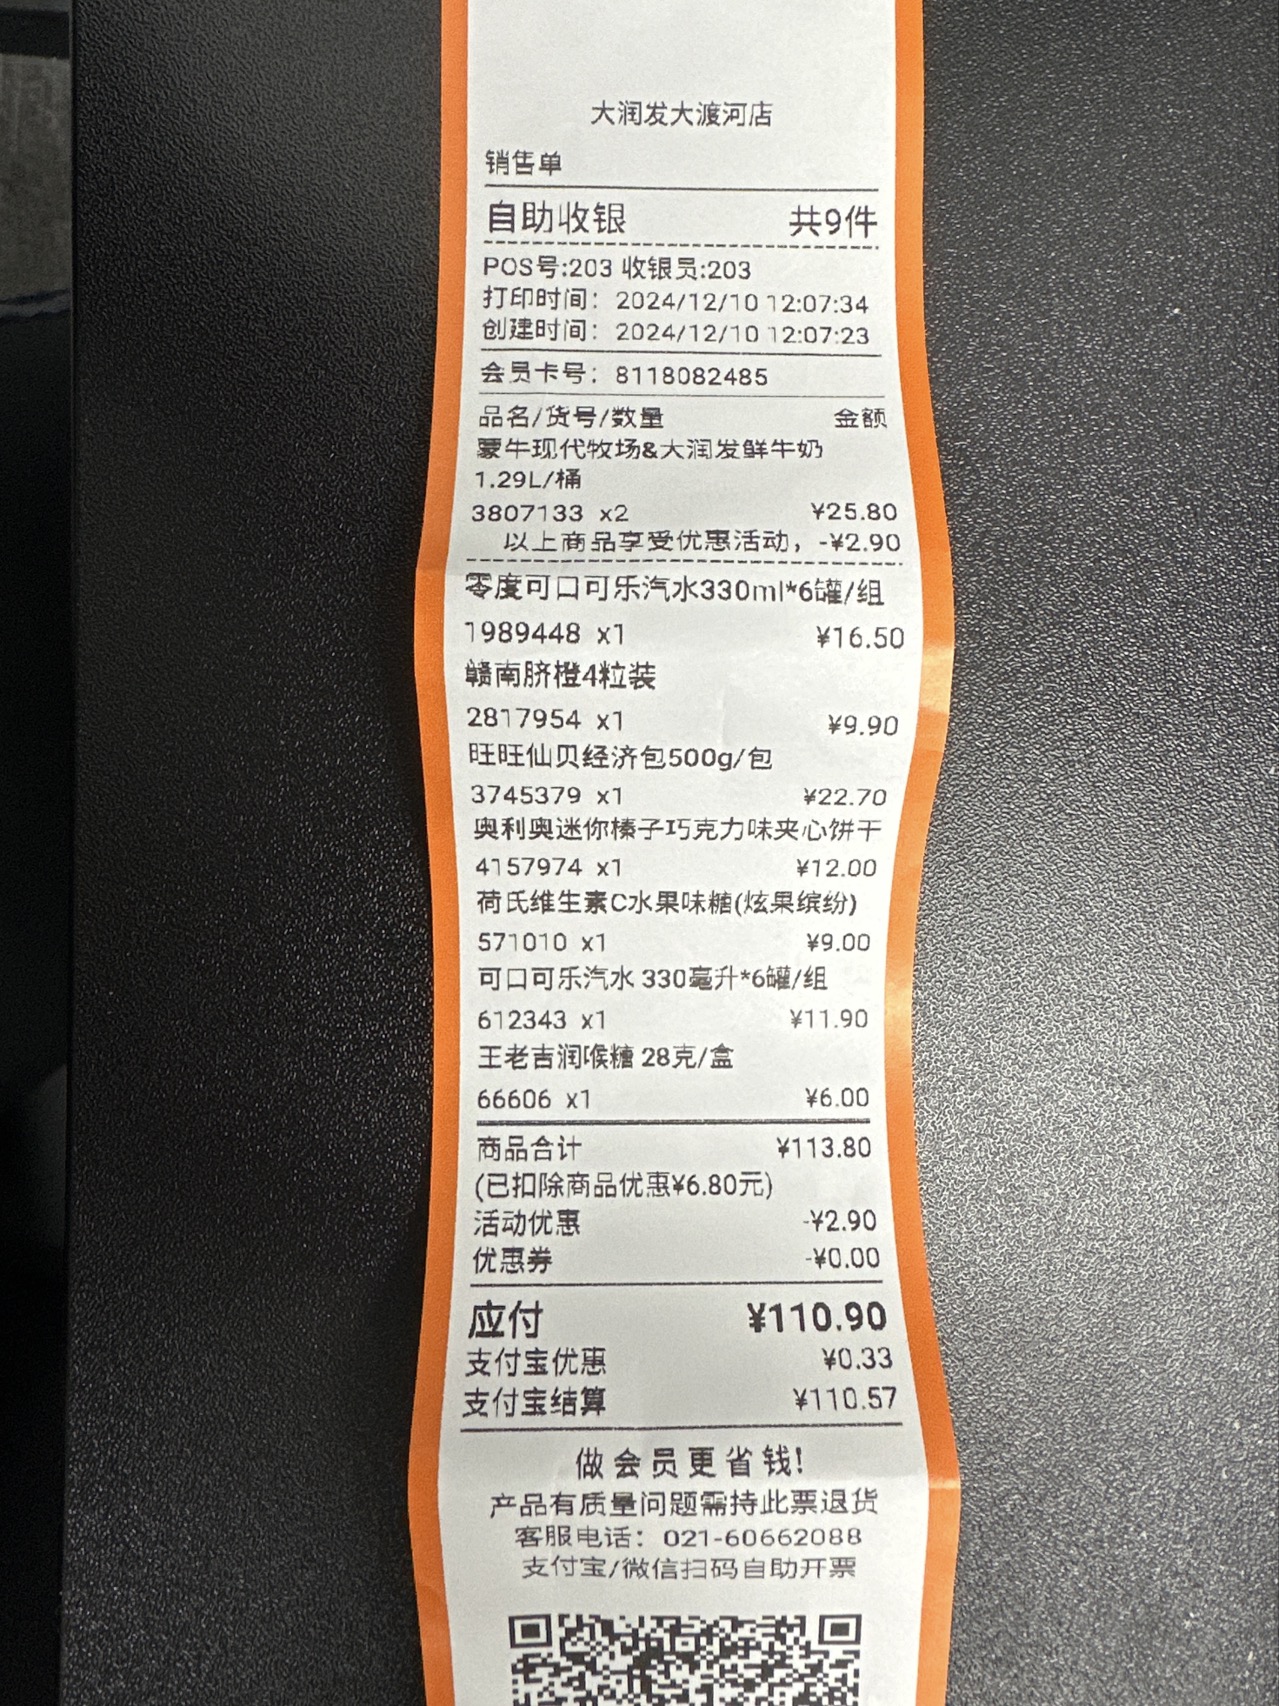 大润发大渡河店
销售单
自助收银 共9件
POS号:203 收银员:203
打印时间： 2024/12/10 12:07:34
创建时间： 2024/12/10 12:07:23
会员卡号： 8118082485
品名/货号/数量 金额
蒙牛现代牧场&大润发鲜牛奶
1.29L/桶
3807133 x2 ¥25.80
以上商品享受优惠活动，-¥2.90
零度可口可乐汽水330ml*6罐/组
1989448 x1 ¥16.50
赣南脐橙4粒装
2817954 x1 ¥9.90
旺旺仙贝经济包500g/包
3745379 x1 ¥22.70
奥利奥迷你榛子巧克力味夹心饼干
4157974 x1 ¥12.00
荷氏维生素C水果味糖(炫果缤纷)
571010 x1 ¥9.00
可口可乐汽水 330毫升*6罐/组
612343 x1 ¥11.90
王老吉润喉糖 28克/盒
66606 x1 ¥6.00
商品合计 ¥113.80
(已扣除商品优惠¥6.80元)
活动优惠 -¥2.90
优惠券 -¥0.00
应付 ¥110.90
支付宝优惠 ¥0.33
支付宝结算 ¥110.57
做会员更省钱!
产品有质量问题需持此票退货
客服电话： 021-60662088
支付宝/微信扫码自助开票